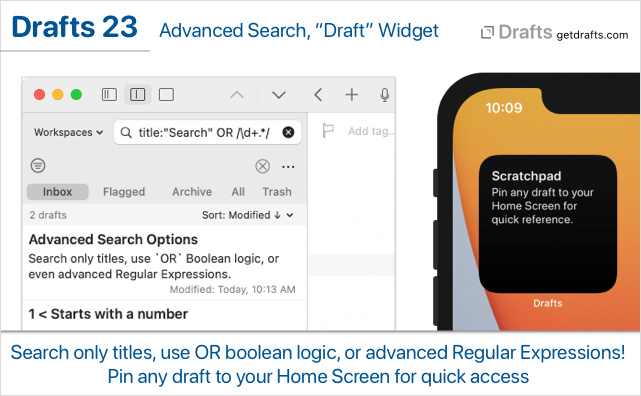 Drafts 23
Advanced Search, “Draft” Widget
Drafts getdrafts.com
Workspaces
title:"Search" OR /\d+.*/
Add tag...
Inbox Flagged Archive All Trash
2 drafts
Sort: Modified ↓
Advanced Search Options
Search only titles, use `OR` Boolean logic, or
even advanced Regular Expressions.
Modified: Today, 10:13 AM
1 < Starts with a number
10:09
Scratchpad
Pin any draft to your
Home Screen for
quick reference.
Drafts
Search only titles, use OR boolean logic, or advanced Regular Expressions!
Pin any draft to your Home Screen for quick access